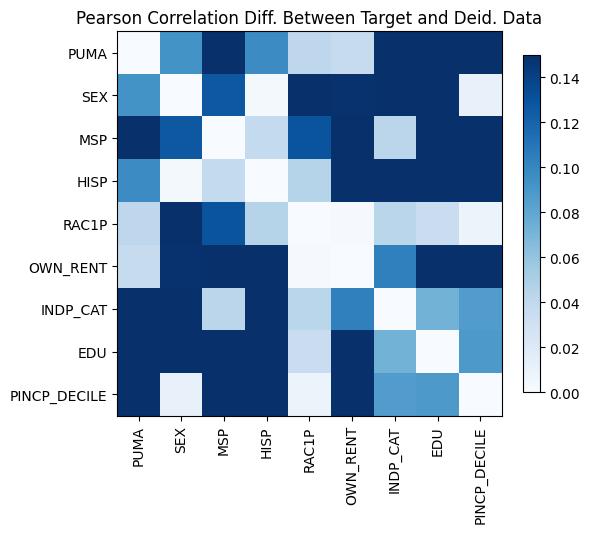 Pearson Correlation Diff. Between Target and Deid. Data
PUMA
SEX
MSP
HISP
RAC1P
OWN_RENT
INDP_CAT
EDU
PINCP_DECILE
PUMA
SEX
MSP
HISP
RAC1P
OWN_RENT
INDP_CAT
EDU
PINCP_DECILE
0.14
0.12
0.10
0.08
0.06
0.04
0.02
0.00